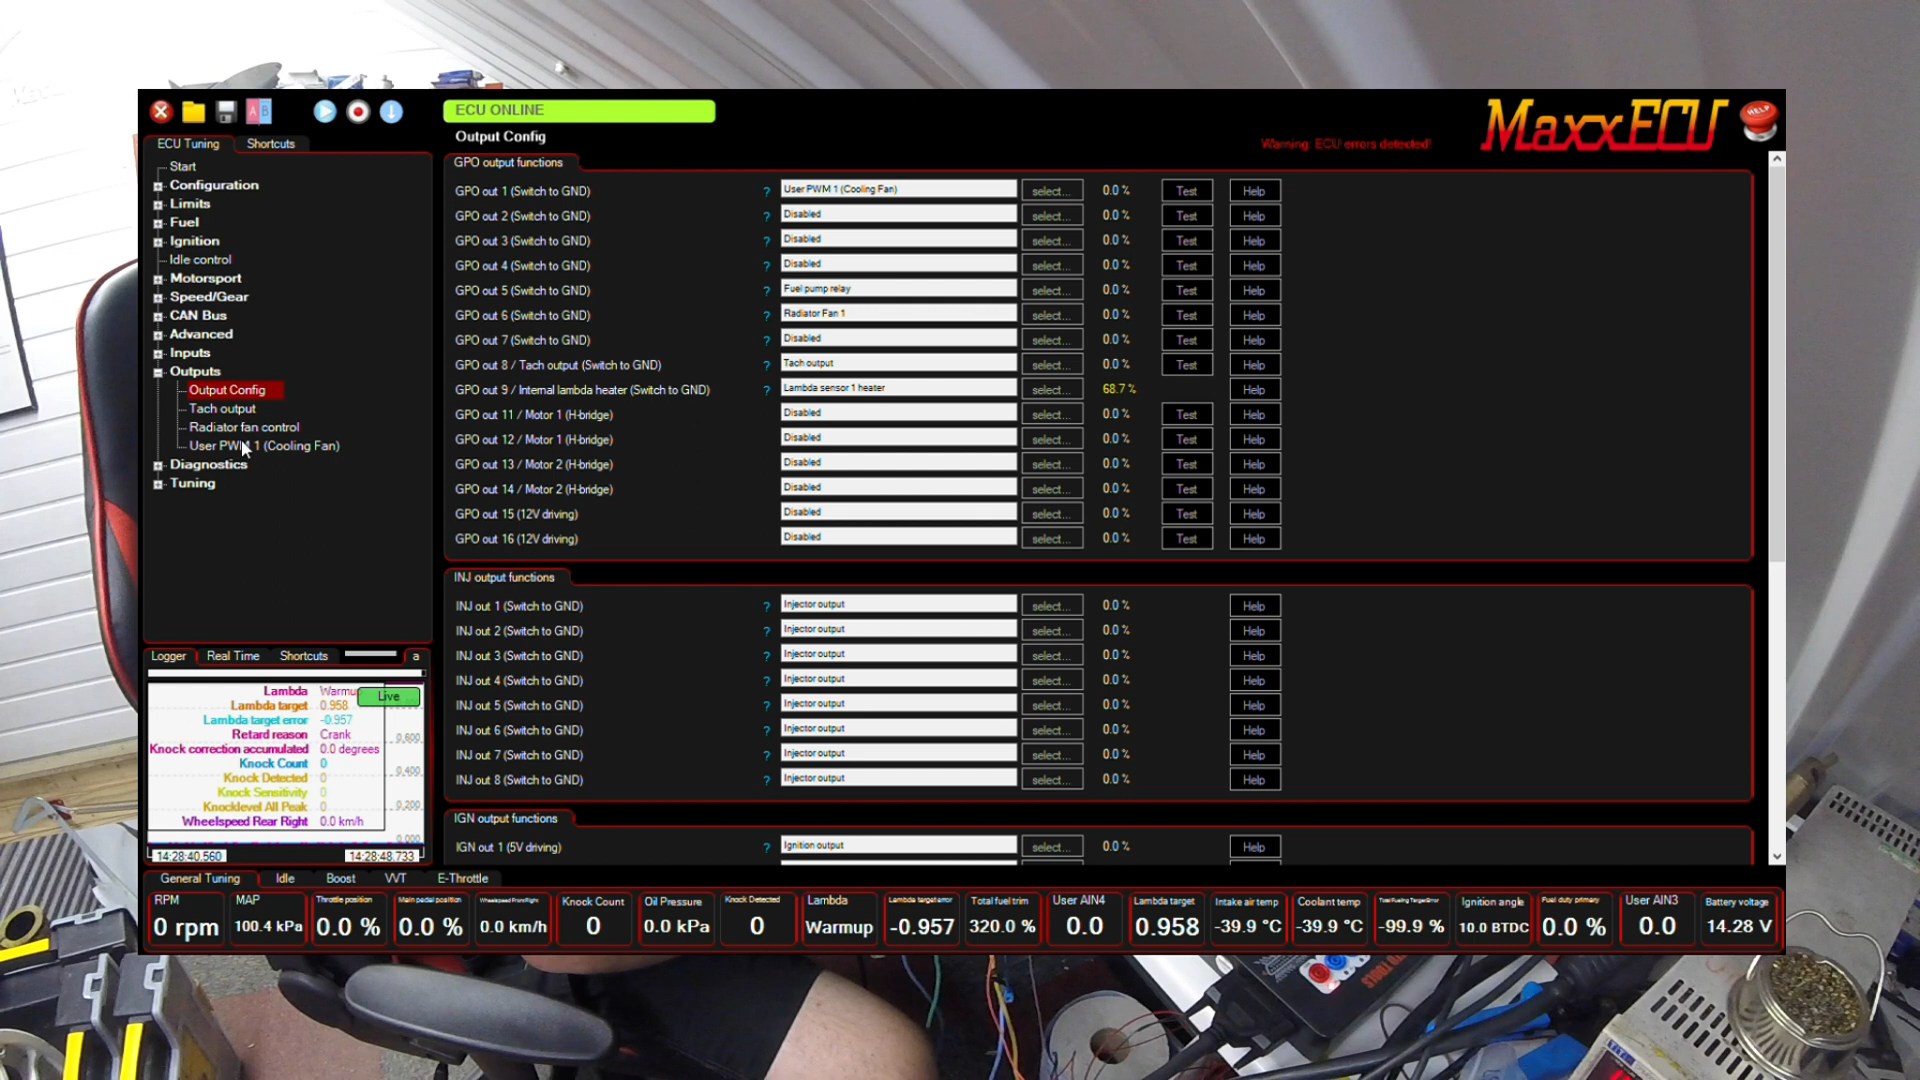 ECU ONLINE
MaxxECU
HELP
A B
Warning: ECU errors detected!
ECU Tuning
Shortcuts
Output Config
Start
Configuration
Limits
Fuel
Ignition
Idle control
Motorsport
Speed/Gear
CAN Bus
Advanced
Inputs
Outputs
Output Config
Tach output
Radiator fan control
User PWM 1 (Cooling Fan)
Diagnostics
Tuning
GPO output functions
GPO out 1 (Switch to GND) ? User PWM 1 (Cooling Fan) select... 0.0 % Test Help
GPO out 2 (Switch to GND) ? Disabled select... 0.0 % Test Help
GPO out 3 (Switch to GND) ? Disabled select... 0.0 % Test Help
GPO out 4 (Switch to GND) ? Disabled select... 0.0 % Test Help
GPO out 5 (Switch to GND) ? Fuel pump relay select... 0.0 % Test Help
GPO out 6 (Switch to GND) ? Radiator Fan 1 select... 0.0 % Test Help
GPO out 7 (Switch to GND) ? Disabled select... 0.0 % Test Help
GPO out 8 / Tach output (Switch to GND) ? Tach output select... 0.0 % Test Help
GPO out 9 / Internal lambda heater (Switch to GND) ? Lambda sensor 1 heater select... 68.7 % Help
GPO out 11 / Motor 1 (H-bridge) Disabled select... 0.0 % Test Help
GPO out 12 / Motor 1 (H-bridge) Disabled select... 0.0 % Test Help
GPO out 13 / Motor 2 (H-bridge) Disabled select... 0.0 % Test Help
GPO out 14 / Motor 2 (H-bridge) Disabled select... 0.0 % Test Help
GPO out 15 (12V driving) Disabled select... 0.0 % Test Help
GPO out 16 (12V driving) Disabled select... 0.0 % Test Help
INJ output functions
INJ out 1 (Switch to GND) ? Injector output select... 0.0 % Help
INJ out 2 (Switch to GND) ? Injector output select... 0.0 % Help
INJ out 3 (Switch to GND) ? Injector output select... 0.0 % Help
INJ out 4 (Switch to GND) ? Injector output select... 0.0 % Help
INJ out 5 (Switch to GND) ? Injector output select... 0.0 % Help
INJ out 6 (Switch to GND) ? Injector output select... 0.0 % Help
INJ out 7 (Switch to GND) ? Injector output select... 0.0 % Help
INJ out 8 (Switch to GND) ? Injector output select... 0.0 % Help
IGN output functions
IGN out 1 (5V driving) ? Ignition output select... 0.0 % Help
Logger Real Time Shortcuts a
Live
Lambda Warmup
Lambda target 0.958
Lambda target error -0.957
Retard reason Crank
Knock correction accumulated 0.0 degrees
Knock Count 0
Knock Detected 0
Knock Sensitivity 0
Knocklevel All Peak 0
Wheelspeed Rear Right 0.0 km/h
0.600
0.400
0.200
0.000
14:28:40.560 14:28:48.733
General Tuning Idle Boost VVT E-Throttle
RPM 0 rpm
MAP 100.4 kPa
Throttle position 0.0 %
Main pedal position 0.0 %
0.0 km/h
Knock Count 0
Oil Pressure 0.0 kPa
Knock Detected 0
Lambda Warmup
Lambda target error -0.957
Total fuel trim 320.0 %
User AIN4 0.0
Lambda target 0.958
Intake air temp -39.9 °C
Coolant temp -39.9 °C
-99.9 %
Ignition angle 10.0 BTDC
Fuel duty primary 0.0 %
User AIN3 0.0
Battery voltage 14.28 V
TOOLS